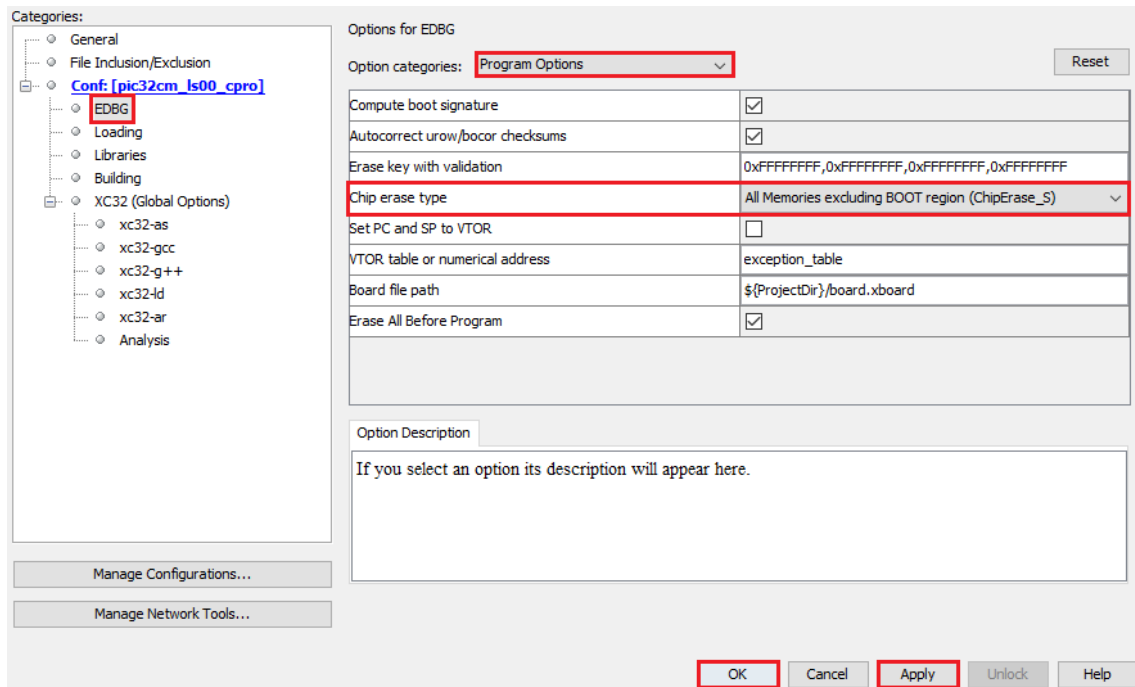 Categories:
General
File Inclusion/Exclusion
Conf: [pic32cm_ls00_cpro]
EDBG
Loading
Libraries
Building
XC32 (Global Options)
xc32-as
xc32-gcc
xc32-g++
xc32-ld
xc32-ar
Analysis
Manage Configurations...
Manage Network Tools...
Options for EDBG
Option categories: Program Options Reset
Compute boot signature
Autocorrect urow/bocor checksums
Erase key with validation 0xFFFFFFFF,0xFFFFFFFF,0xFFFFFFFF,0xFFFFFFFF
Chip erase type All Memories excluding BOOT region (ChipErase_S)
Set PC and SP to VTOR
VTOR table or numerical address exception_table
Board file path ${ProjectDir}/board.xboard
Erase All Before Program
Option Description
If you select an option its description will appear here.
OK Cancel Apply Unlock Help